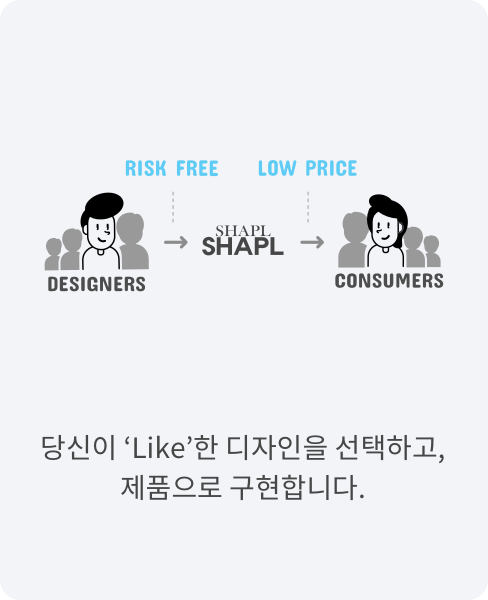 RISK FREE LOW PRICE
SHAPL
SHAPL
DESIGNERS CONSUMERS
당신이 ‘Like’한 디자인을 선택하고,
제품으로 구현합니다.